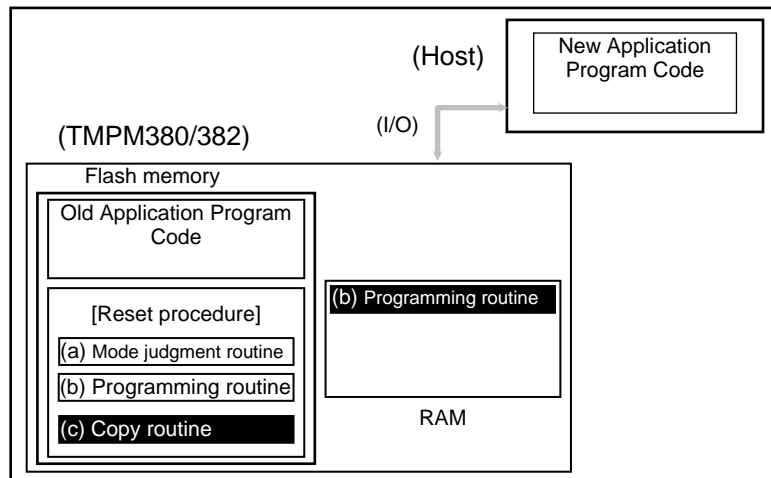 (Host)
New Application
Program Code
(I/O)
(TMPM380/382)
Flash memory
Old Application Program
Code
[Reset procedure]
(a) Mode judgment routine
(b) Programming routine
(c) Copy routine
(b) Programming routine
RAM